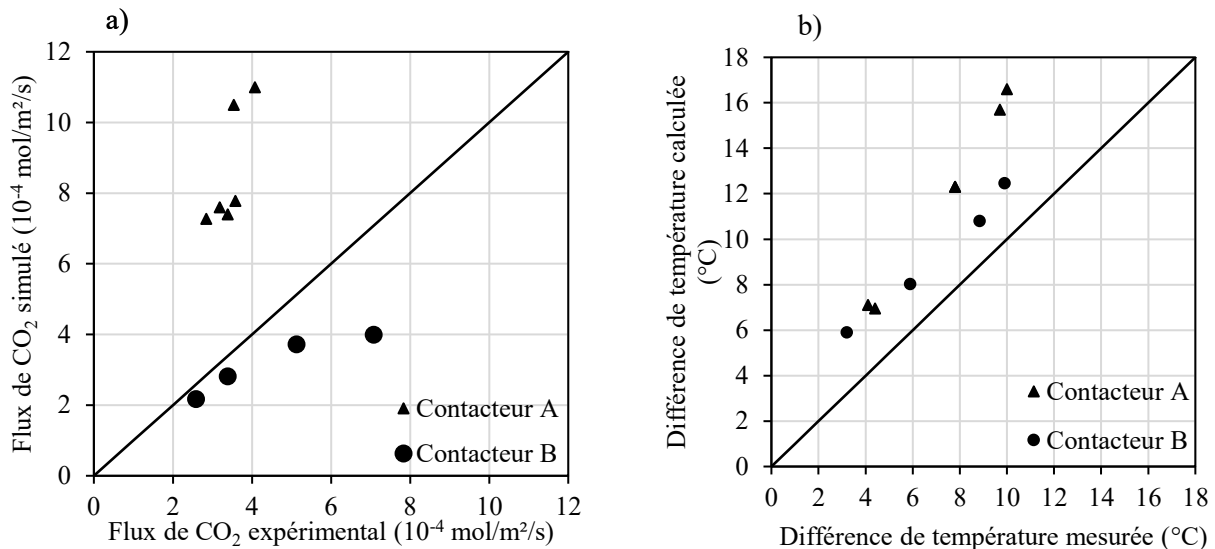 a)
Flux de CO₂ simulé (10⁻⁴ mol/m²/s)
12
10
8
6
4
2
0
0 2 4 6 8 10 12
Flux de CO₂ expérimental (10⁻⁴ mol/m²/s)
Contacteur A
Contacteur B
b)
Différence de température calculée
(°C)
18
16
14
12
10
8
6
4
2
0
0 2 4 6 8 10 12 14 16 18
Différence de température mesurée (°C)
Contacteur A
Contacteur B